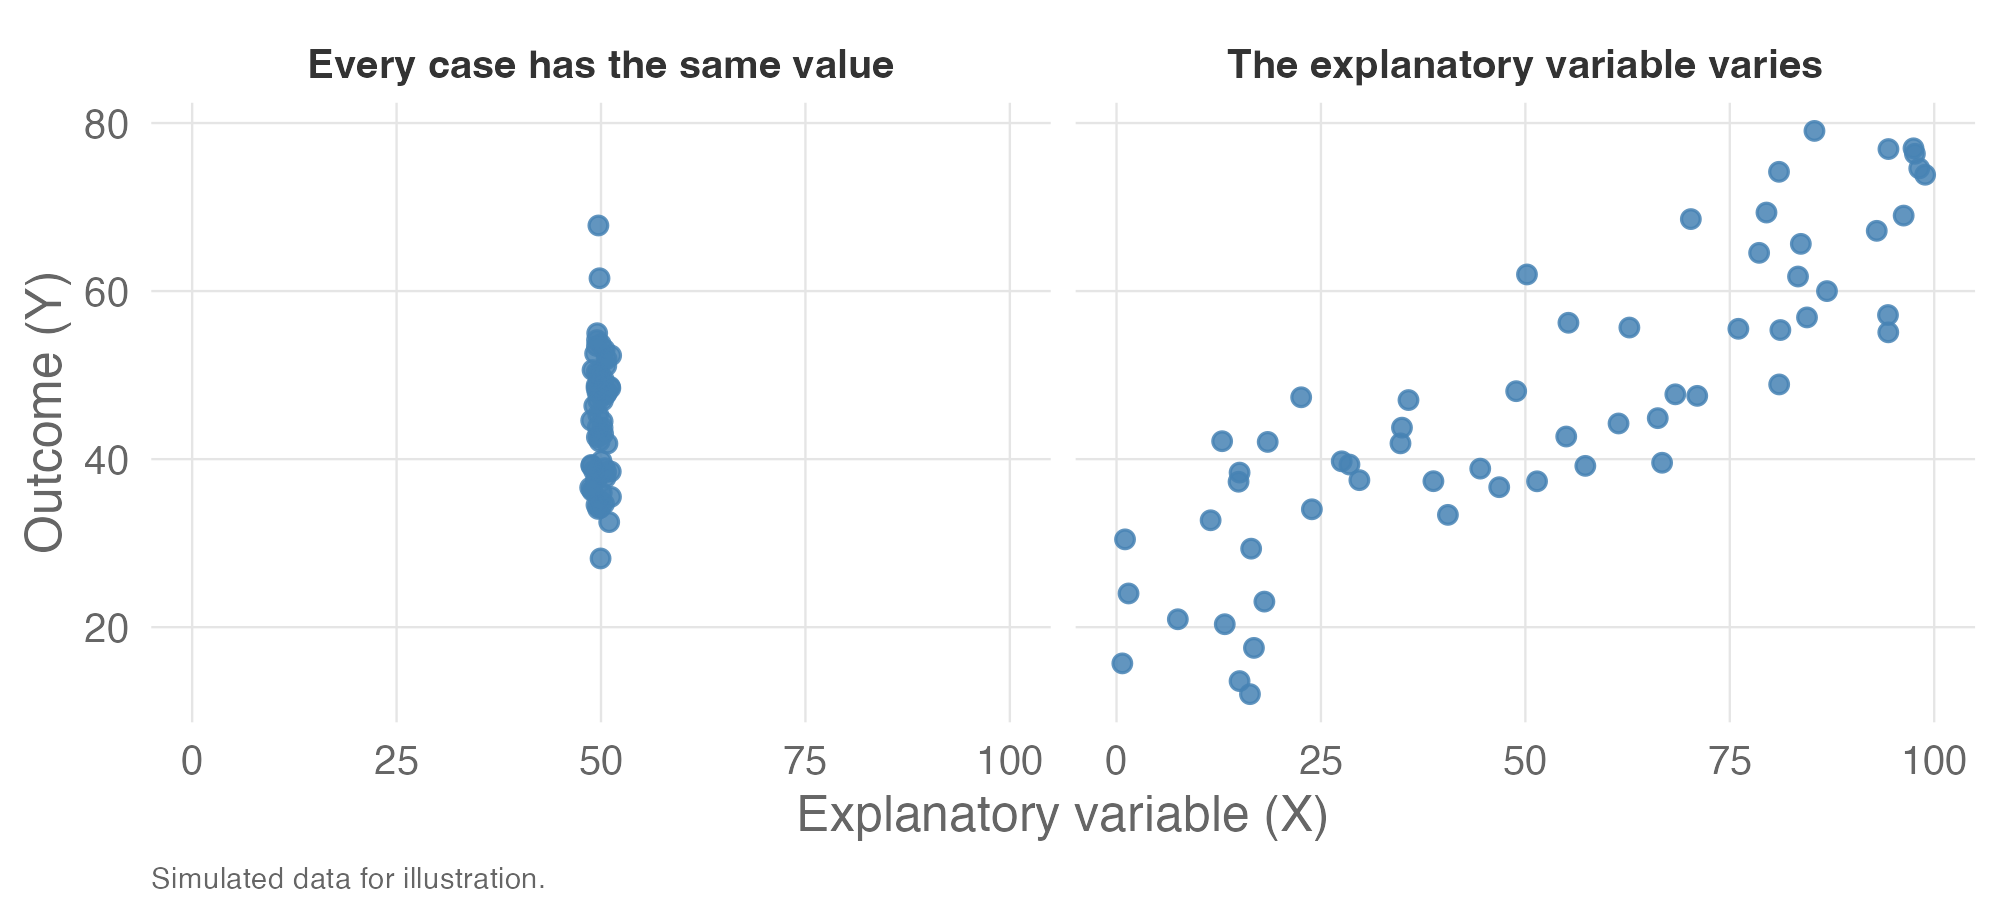 Every case has the same value
The explanatory variable varies
80
60
40
20
0 25 50 75 100
0 25 50 75 100
Outcome (Y)
Explanatory variable (X)
Simulated data for illustration.